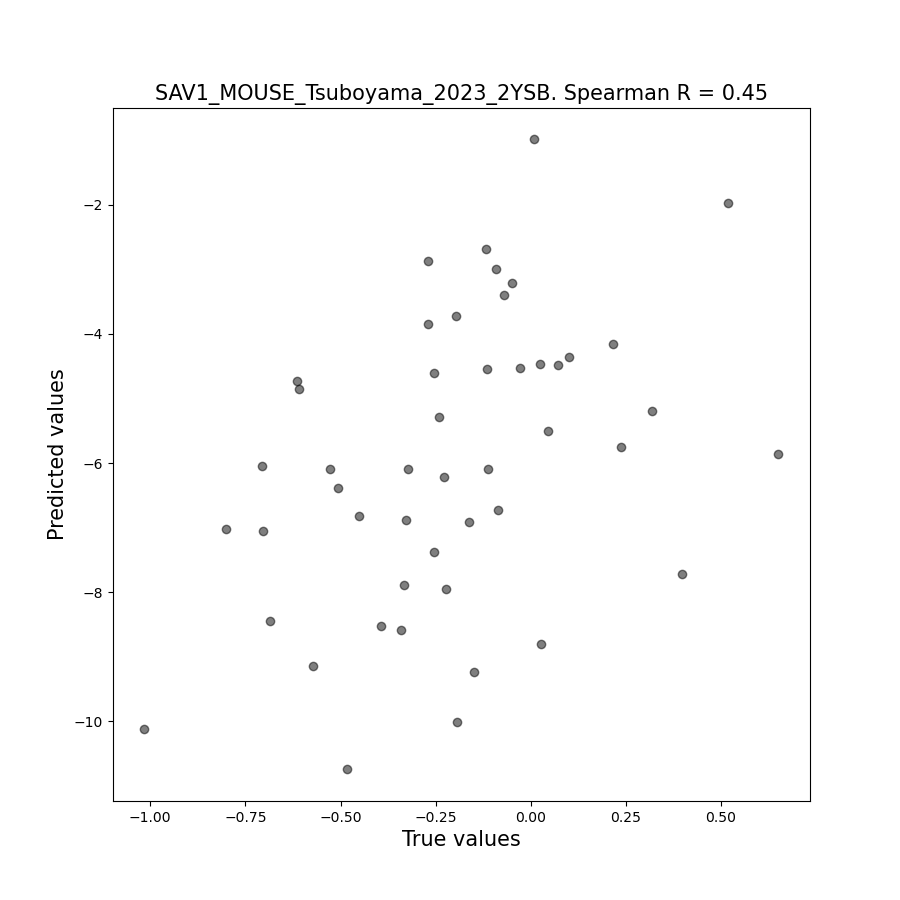 SAV1_MOUSE_Tsuboyama_2023_2YSB. Spearman R = 0.45
Predicted values
−2
−4
−6
−8
−10
−1.00 −0.75 −0.50 −0.25 0.00 0.25 0.50
True values